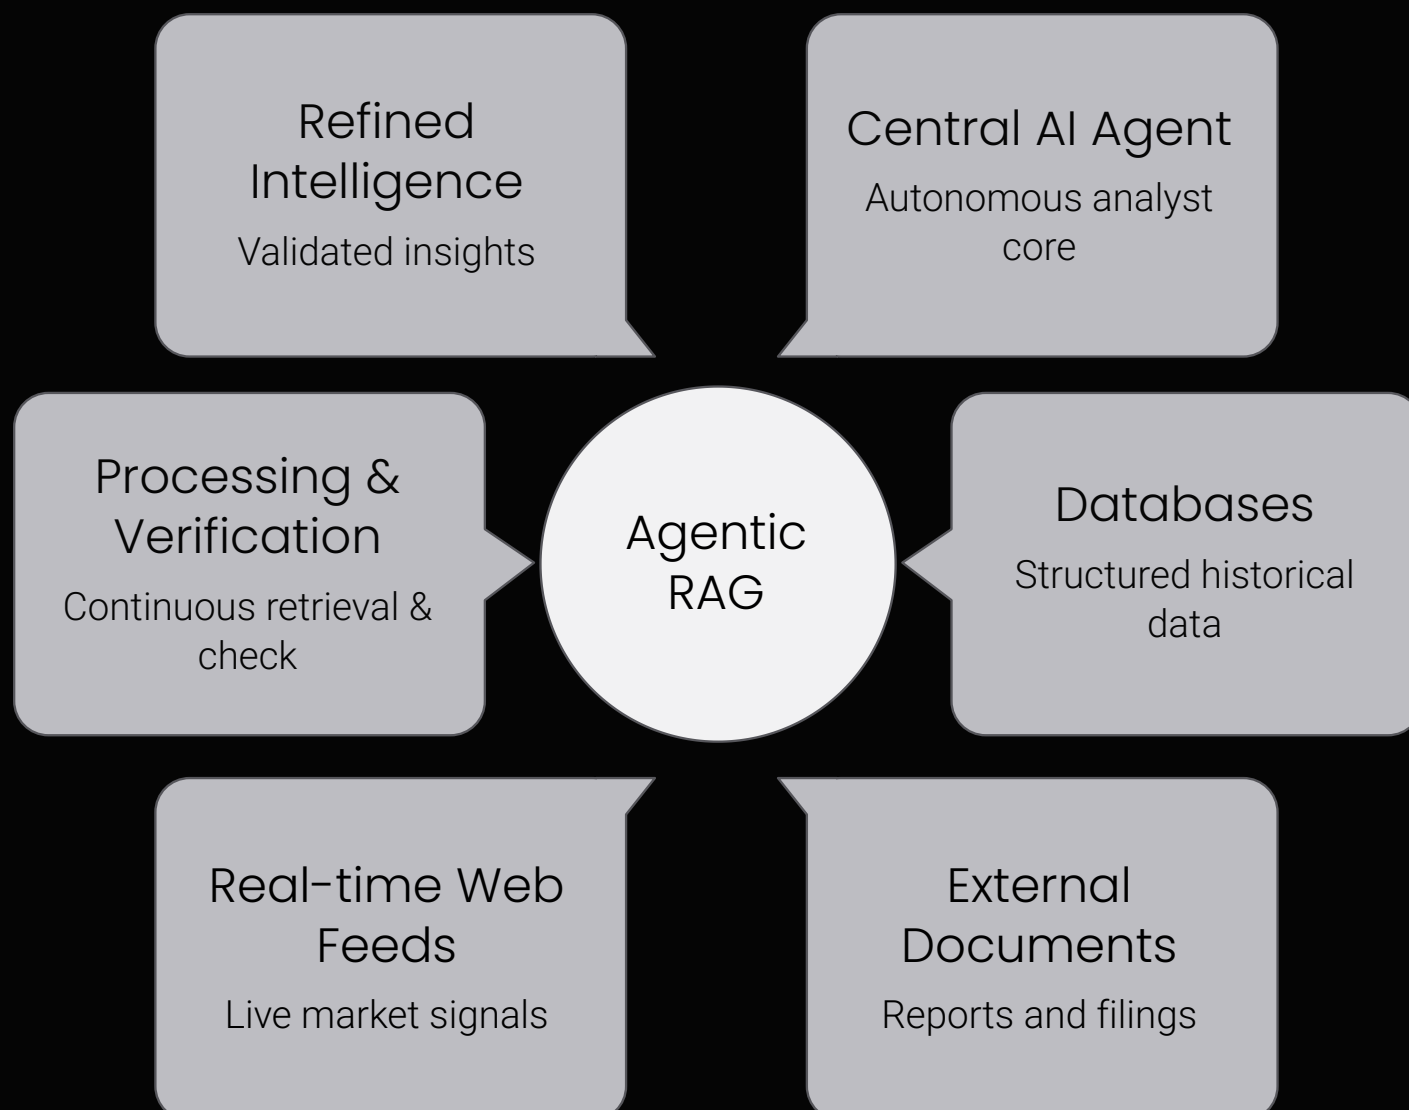 Refined
Intelligence
Validated insights
Central AI Agent
Autonomous analyst
core
Processing &
Verification
Continuous retrieval &
check
Agentic
RAG
Databases
Structured historical
data
Real-time Web
Feeds
Live market signals
External
Documents
Reports and filings